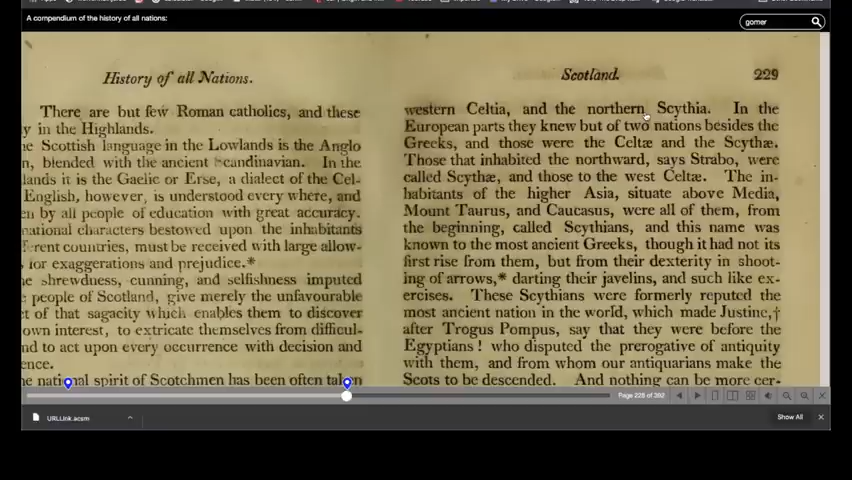 A compendium of the history of all nations:
gomer
History of all Nations.
There are but few Roman catholics, and these
y in the Highlands.
he Scottish language in the Lowlands is the Anglo
n, blended with the ancient Scandinavian. In the
lands it is the Gaelic or Erse, a dialect of the Cel-
English, however, is understood every where, and
en by all people of education with great accuracy.
national characters bestowed upon the inhabitants
ferent countries, must be received with large allow-
for exaggerations and prejudice.*
he shrewdness, cunning, and selfishness imputed
e people of Scotland, give merely the unfavourable
ct of that sagacity which enables them to discover
own interest, to extricate themselves from difficul-
nd to act upon every occurrence with decision and
ence.
he national spirit of Scotchmen has been often taken
Scotland. 229
western Celtia, and the northern Scythia. In the
European parts they knew but of two nations besides the
Greeks, and those were the Celtæ and the Scythæ.
Those that inhabited the northward, says Strabo, were
called Scythæ, and those to the west Celtæ. The in-
habitants of the higher Asia, situate above Media,
Mount Taurus, and Caucasus, were all of them, from
the beginning, called Scythians, and this name was
known to the most ancient Greeks, though it had not its
first rise from them, but from their dexterity in shoot-
ing of arrows,* darting their javelins, and such like ex-
ercises. These Scythians were formerly reputed the
most ancient nation in the world, which made Justine,†
after Trogus Pompus, say that they were before the
Egyptians! who disputed the prerogative of antiquity
with them, and from whom our antiquarians make the
Scots to be descended. And nothing can be more cer-
Page 228 of 392
URLLink.acsm
Show All